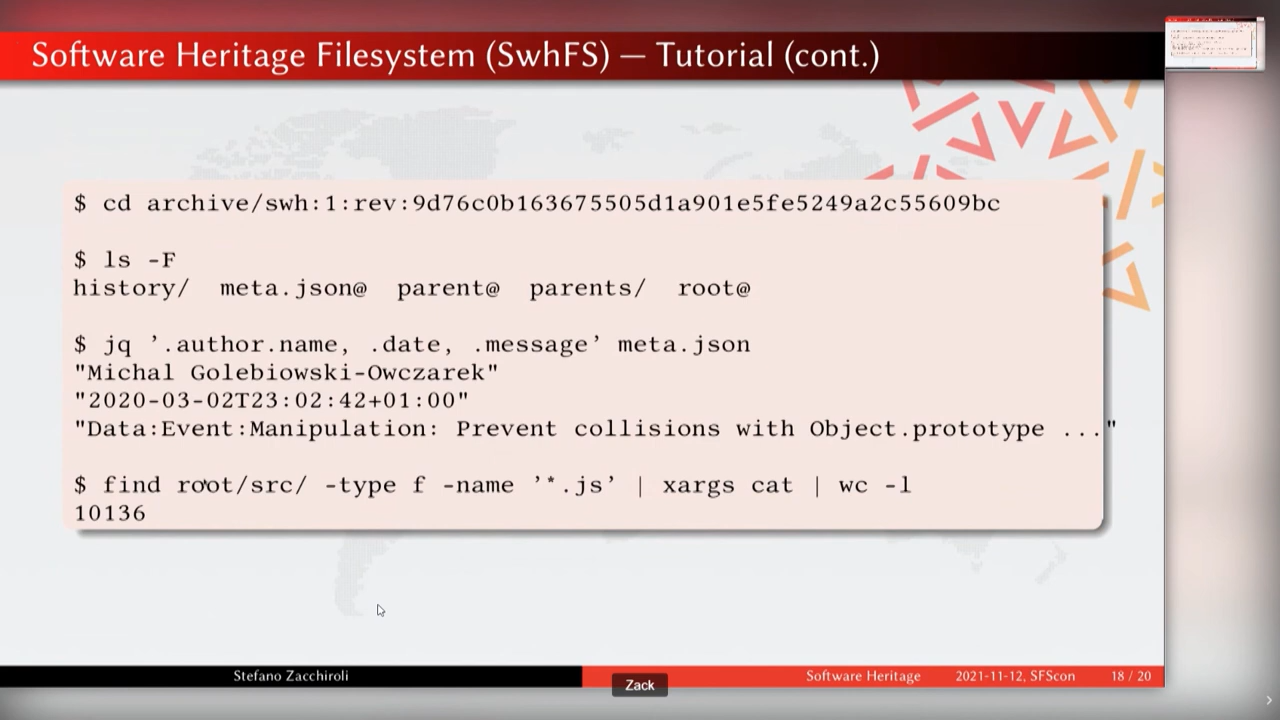 Software Heritage Filesystem (SwhFS) — Tutorial (cont.)
$ cd archive/swh:1:rev:9d76c0b163675505d1a901e5fe5249a2c55609bc
$ ls -F
history/  meta.json@  parent@  parents/  root@
$ jq ’.author.name, .date, .message’ meta.json
"Michal Golebiowski-Owczarek"
"2020-03-02T23:02:42+01:00"
"Data:Event:Manipulation: Prevent collisions with Object.prototype ..."
$ find root/src/ -type f -name ’*.js’ | xargs cat | wc -l
10136
Stefano Zacchiroli
Software Heritage
2021-11-12, SFScon
18 / 20
Zack